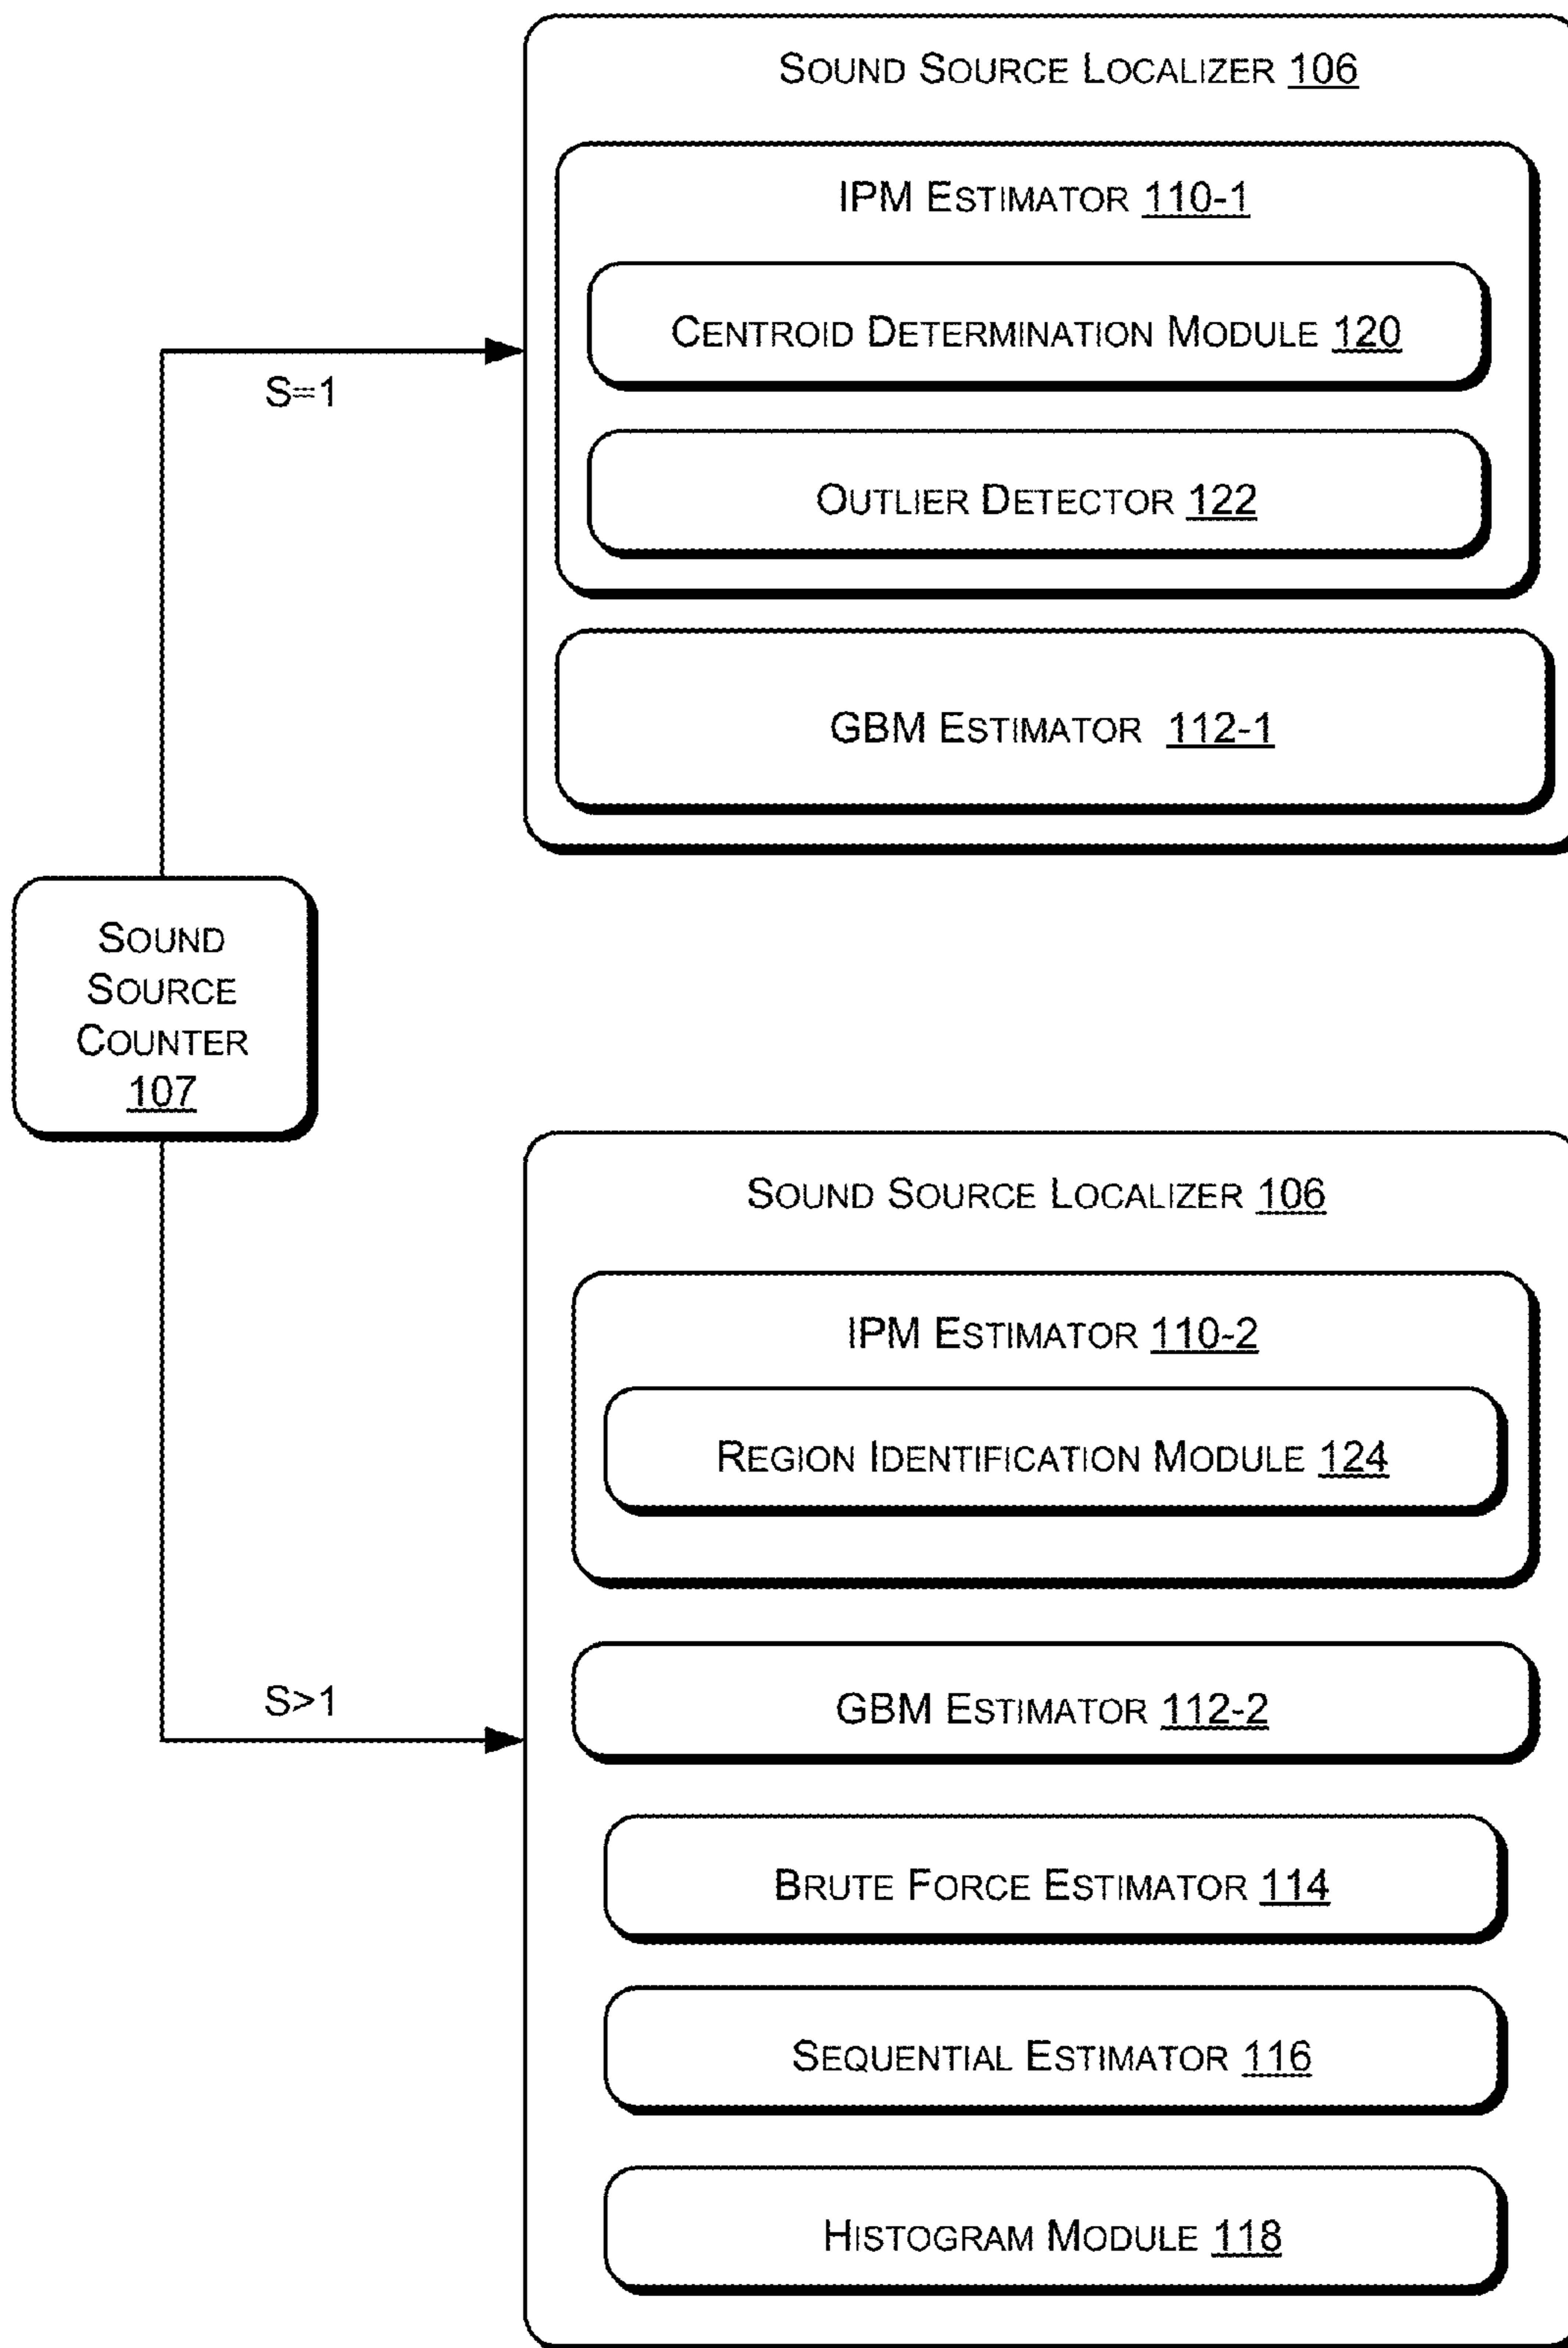 SOUND SOURCE LOCALIZER 106
IPM ESTIMATOR 110-1
CENTROID DETERMINATION MODULE 120
S=1
OUTLIER DETECTOR 122
GBM ESTIMATOR 112-1
SOUND
SOURCE
COUNTER
107
SOUND SOURCE LOCALIZER 106
IPM ESTIMATOR 110-2
REGION IDENTIFICATION MODULE 124
S>1
GBM ESTIMATOR 112-2
BRUTE FORCE ESTIMATOR 114
SEQUENTIAL ESTIMATOR 116
HISTOGRAM MODULE 118